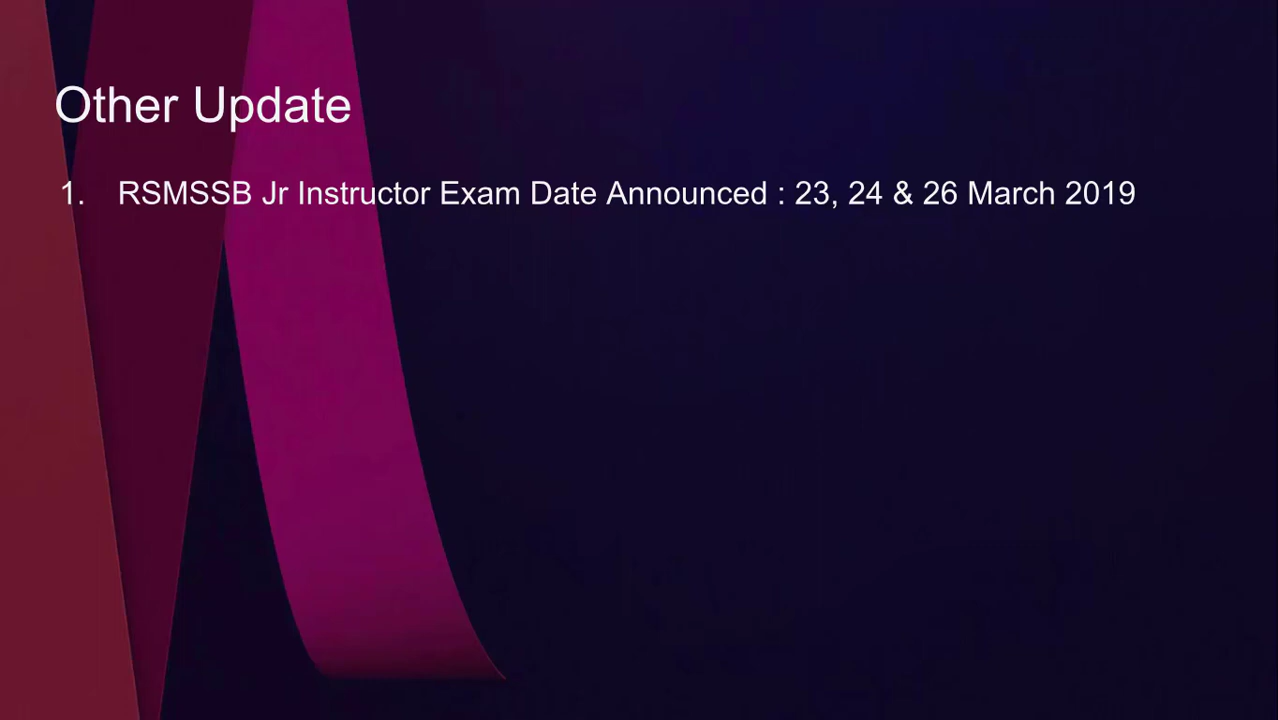 Other Update
1. RSMSSB Jr Instructor Exam Date Announced : 23, 24 & 26 March 2019